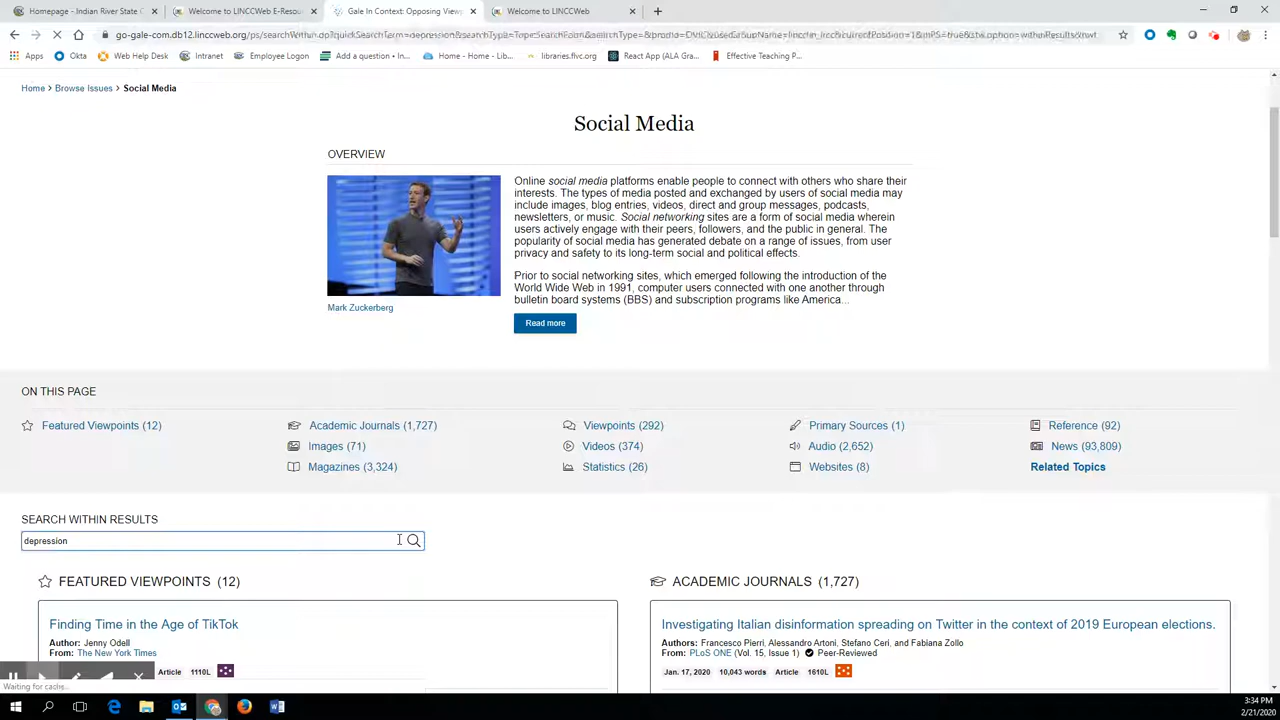 Homepage - Indian River State C
Welcome to LINCCWeb E-Resou
Gale In Context: Opposing View
Welcome to LINCCWeb
Apps
Okta
Web Help Desk
Intranet
Employee Logon
Add a question • In...
Home - Home - Lib...
libraries.flvc.org
React App (ALA Gra...
Effective Teaching P...
Home > Browse Issues > Social Media
Social Media
OVERVIEW
Online social media platforms enable people to connect with others who share their
interests. The types of media posted and exchanged by users of social media may
include images, blog entries, videos, direct and group messages, podcasts,
newsletters, or music. Social networking sites are a form of social media wherein
users actively engage with their peers, followers, and the public in general. The
popularity of social media has generated debate on a range of issues, from user
privacy and safety to its long-term social and political effects.
Prior to social networking sites, which emerged following the introduction of the
World Wide Web in 1991, computer users connected with one another through
bulletin board systems (BBS) and subscription programs like America...
Mark Zuckerberg
Read more
ON THIS PAGE
Featured Viewpoints (12)
Academic Journals (1,727)
Viewpoints (292)
Primary Sources (1)
Reference (92)
Images (71)
Videos (374)
Audio (2,652)
News (93,809)
Magazines (3,324)
Statistics (26)
Websites (8)
Related Topics
SEARCH WITHIN RESULTS
depression
FEATURED VIEWPOINTS (12)
Finding Time in the Age of TikTok
Author: Jenny Odell
From: The New York Times
Article 1110L
ACADEMIC JOURNALS (1,727)
Investigating Italian disinformation spreading on Twitter in the context of 2019 European elections.
Authors: Francesco Pierri, Alessandro Artoni, Stefano Ceri, and Fabiana Zollo
From: PLoS ONE (Vol. 15, Issue 1) Peer-Reviewed
Jan. 17, 2020 10,043 words Article 1610L
Waiting for cache...
3:34 PM
2/21/2020